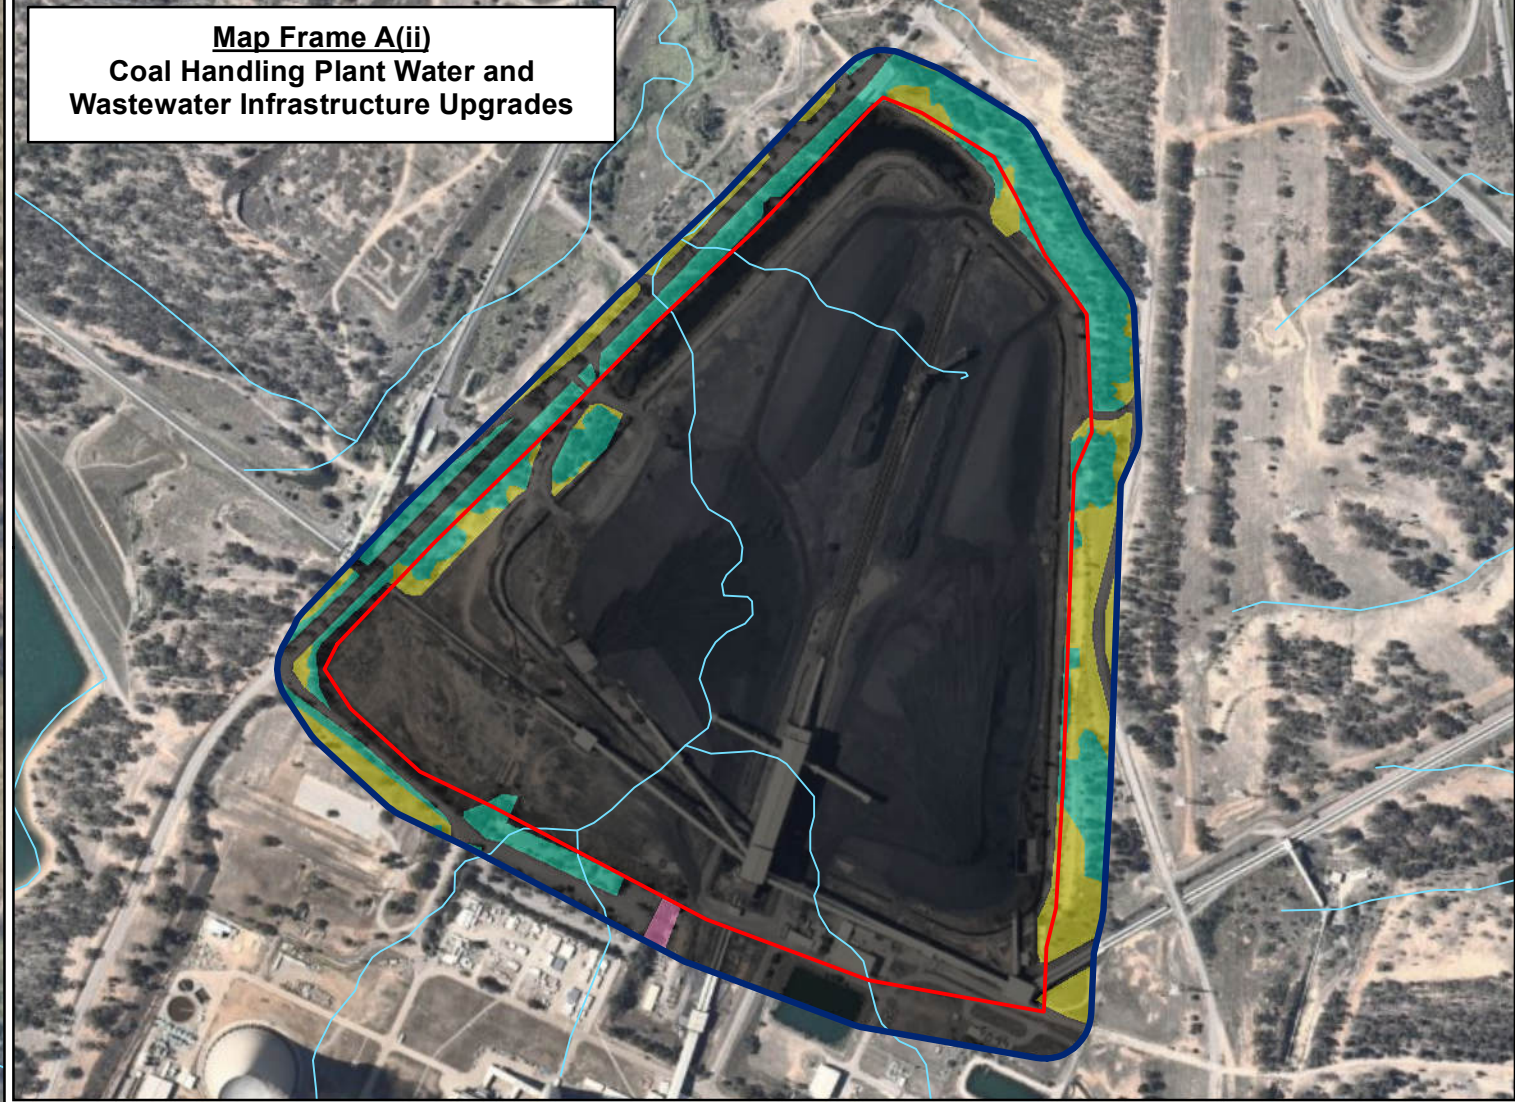 Map Frame A(ii)
Coal Handling Plant Water and
Wastewater Infrastructure Upgrades